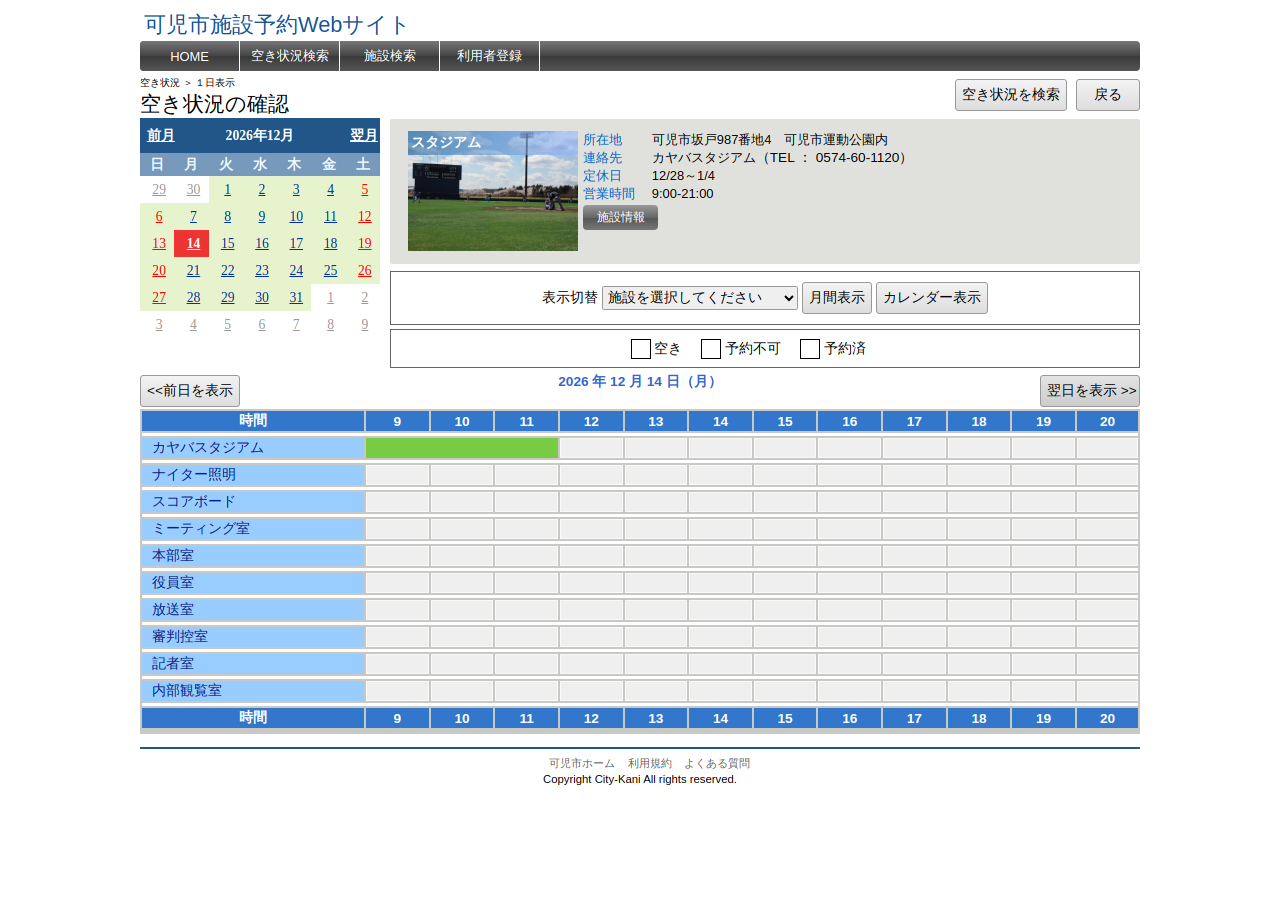 可児市施設予約Webサイト
HOME 空き状況検索 施設検索 利用者登録
空き状況 ＞ １日表示
空き状況の確認
空き状況を検索 戻る
前月 2026年12月 翌月
日 月 火 水 木 金 土
29 30 1 2 3 4 5
6 7 8 9 10 11 12
13 14 15 16 17 18 19
20 21 22 23 24 25 26
27 28 29 30 31 1 2
3 4 5 6 7 8 9
スタジアム
所在地 可児市坂戸987番地4　可児市運動公園内
連絡先 カヤバスタジアム（TEL ： 0574-60-1120）
定休日 12/28～1/4
営業時間 9:00-21:00
施設情報
表示切替 施設を選択してください 月間表示 カレンダー表示
空き 予約不可 予約済
<<前日を表示 2026 年 12 月 14 日（月） 翌日を表示 >>
時間 9 10 11 12 13 14 15 16 17 18 19 20
カヤバスタジアム
ナイター照明
スコアボード
ミーティング室
本部室
役員室
放送室
審判控室
記者室
内部観覧室
時間 9 10 11 12 13 14 15 16 17 18 19 20
可児市ホーム 利用規約 よくある質問
Copyright City-Kani All rights reserved.